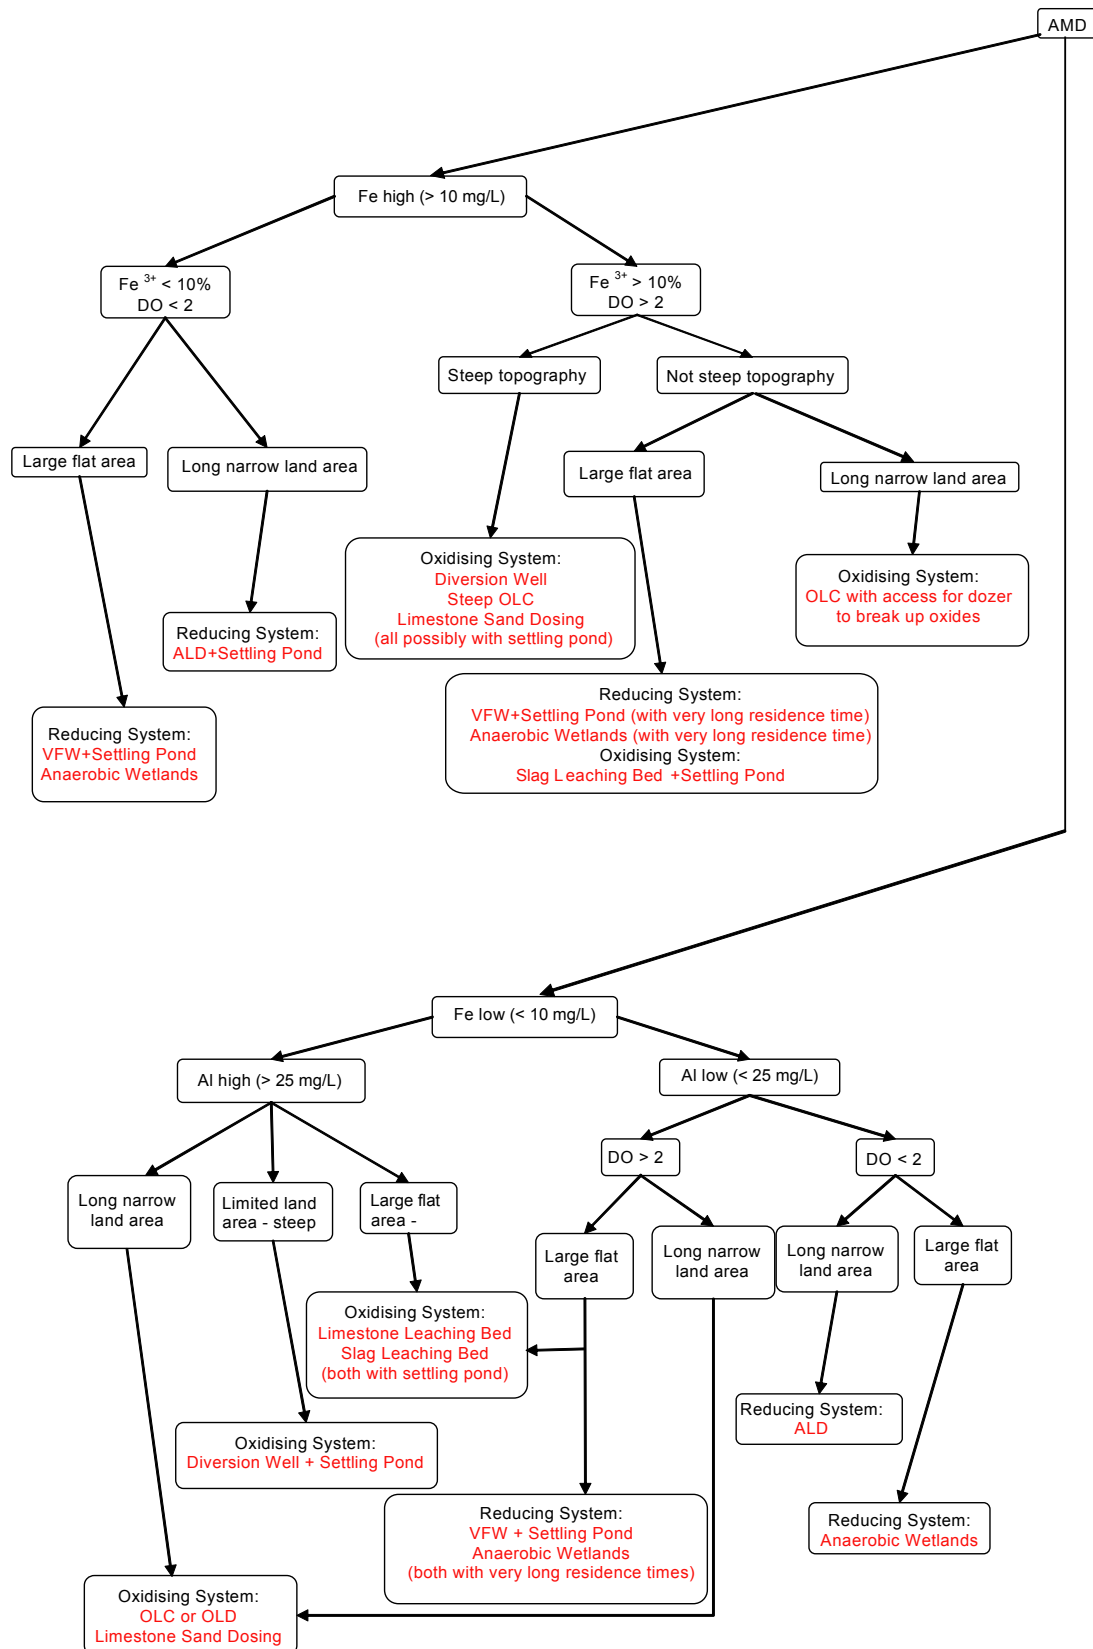 AMD
Fe high (> 10 mg/L)
Fe 3+ < 10%
DO < 2
Fe 3+ > 10%
DO > 2
Steep topography
Not steep topography
Large flat area
Long narrow land area
Large flat area
Long narrow land area
Oxidising System:
Diversion Well
Steep OLC
Limestone Sand Dosing
(all possibly with settling pond)
Oxidising System:
OLC with access for dozer
to break up oxides
Reducing System:
ALD+Settling Pond
Reducing System:
VFW+Settling Pond (with very long residence time)
Anaerobic Wetlands (with very long residence time)
Oxidising System:
Slag Leaching Bed +Settling Pond
Reducing System:
VFW+Settling Pond
Anaerobic Wetlands
Fe low (< 10 mg/L)
Al high (> 25 mg/L)
Al low (< 25 mg/L)
DO > 2
DO < 2
Long narrow
land area
Limited land
area - steep
Large flat
area -
Large flat
area
Long narrow
land area
Long narrow
land area
Large flat
area
Oxidising System:
Limestone Leaching Bed
Slag Leaching Bed
(both with settling pond)
Reducing System:
ALD
Oxidising System:
Diversion Well + Settling Pond
Reducing System:
VFW + Settling Pond
Anaerobic Wetlands
(both with very long residence times)
Reducing System:
Anaerobic Wetlands
Oxidising System:
OLC or OLD
Limestone Sand Dosing